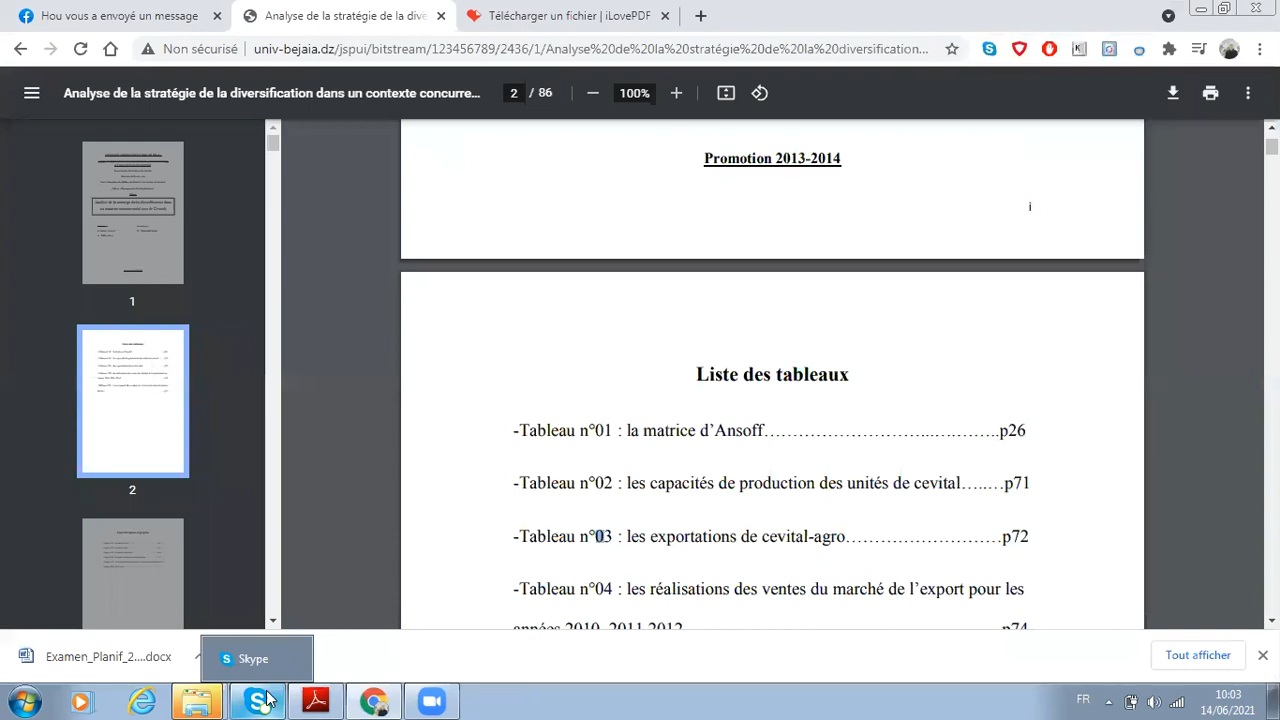 Hou vous a envoyé un message
Analyse de la stratégie de la dive
Télécharger un fichier | iLovePDF
Non sécurisé
univ-bejaia.dz/jspui/bitstream/123456789/2436/1/Analyse%20de%20la%20stratégie%20de%20la%20diversification...
Analyse de la stratégie de la diversification dans un contexte concurre...
2 / 86
100%
1
2
Promotion 2013-2014
i
Liste des tableaux
-Tableau n°01 : la matrice d'Ansoff………………………..…..……..p26
-Tableau n°02 : les capacités de production des unités de cevital…..…p71
-Tableau n°03 : les exportations de cevital-agro………………………p72
-Tableau n°04 : les réalisations des ventes du marché de l'export pour les
années 2010, 2011,2012 p74
Examen_Planif_2....docx
Skype
Tout afficher
FR
10:03
14/06/2021